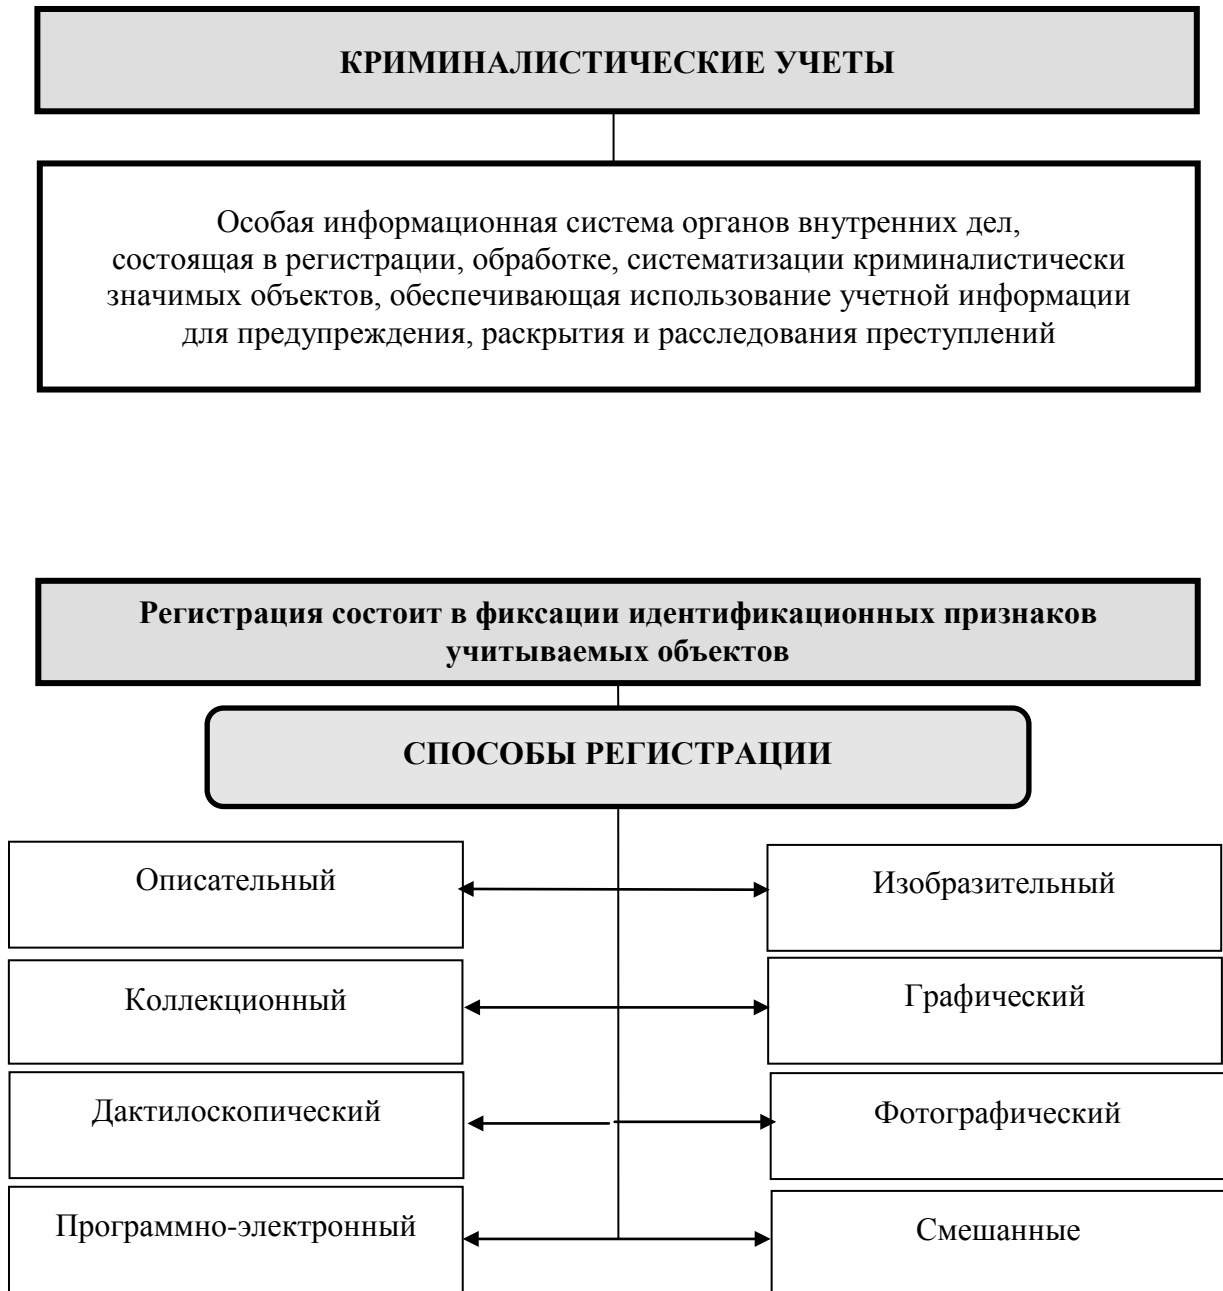 КРИМИНАЛИСТИЧЕСКИЕ УЧЕТЫ
Особая информационная система органов внутренних дел,
состоящая в регистрации, обработке, систематизации криминалистически
значимых объектов, обеспечивающая использование учетной информации
для предупреждения, раскрытия и расследования преступлений
Регистрация состоит в фиксации идентификационных признаков
учитываемых объектов
СПОСОБЫ РЕГИСТРАЦИИ
Описательный
Изобразительный
Коллекционный
Графический
Дактилоскопический
Фотографический
Программно-электронный
Смешанные